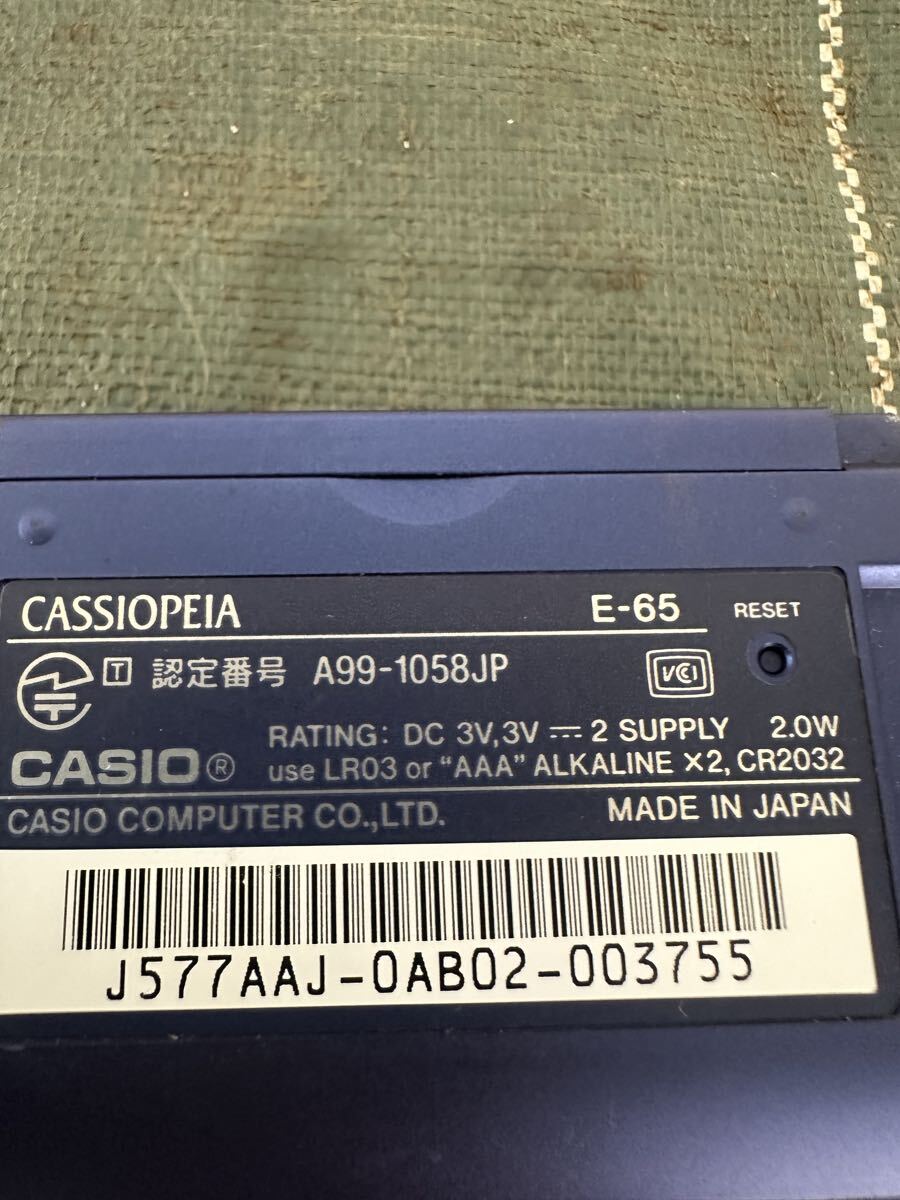 CASSIOPEIA E-65 RESET
T 認定番号 A99-1058JP VCI
RATING: DC 3V,3V ⎓ 2 SUPPLY 2.0W
CASIO® use LR03 or "AAA" ALKALINE ×2, CR2032
CASIO COMPUTER CO.,LTD. MADE IN JAPAN
J577AAJ-0AB02-003755